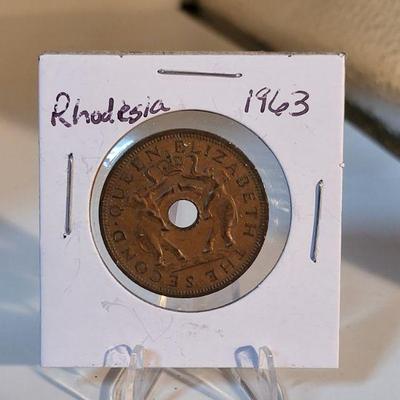 Rhodesia 1963
QUEEN ELIZABETH THE SECOND